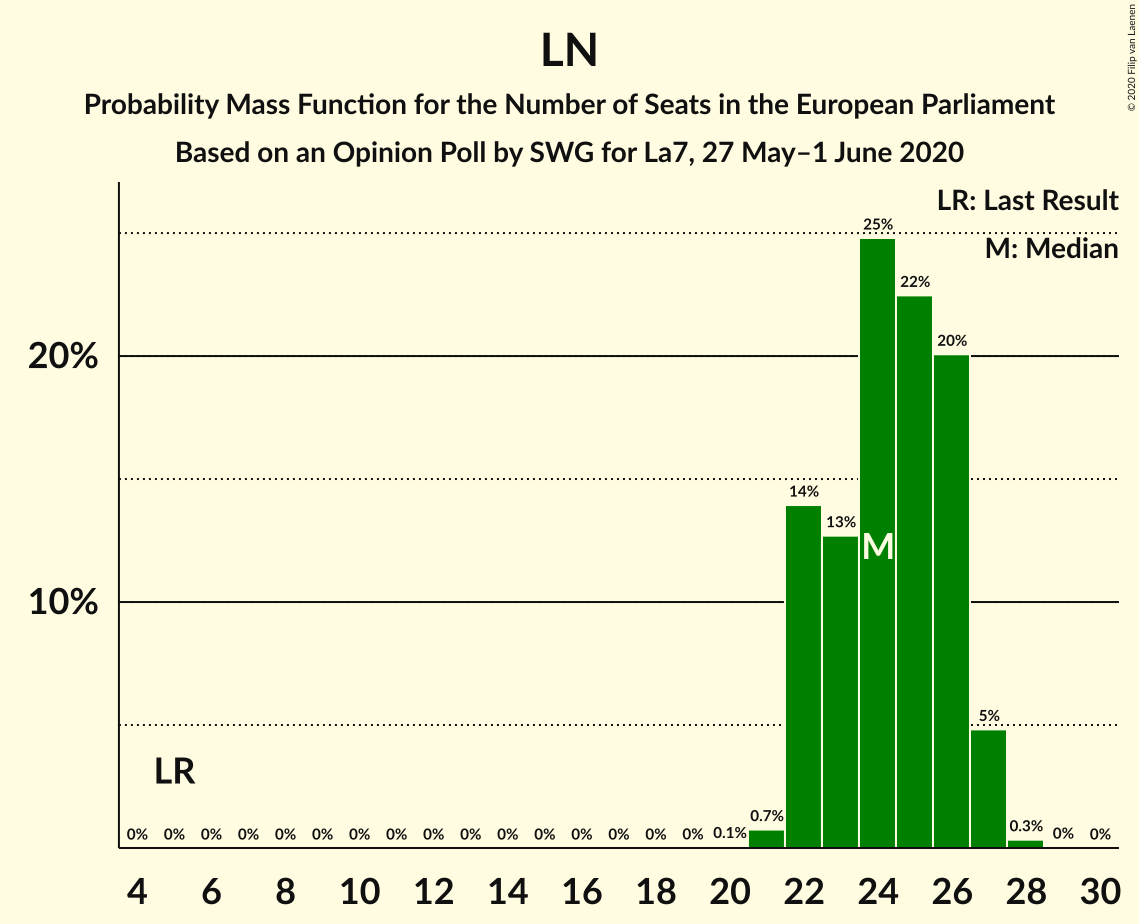 LN
Probability Mass Function for the Number of Seats in the European Parliament
Based on an Opinion Poll by SWG for La7, 27 May–1 June 2020
© 2020 Filip van Laenen
LR: Last Result
M: Median
25%
22%
20%
20%
14%
13%
M
10%
5%
LR
0% 0% 0% 0% 0% 0% 0% 0% 0% 0% 0% 0% 0% 0% 0% 0% 0.1% 0.7% 0.3% 0% 0%
4 6 8 10 12 14 16 18 20 22 24 26 28 30